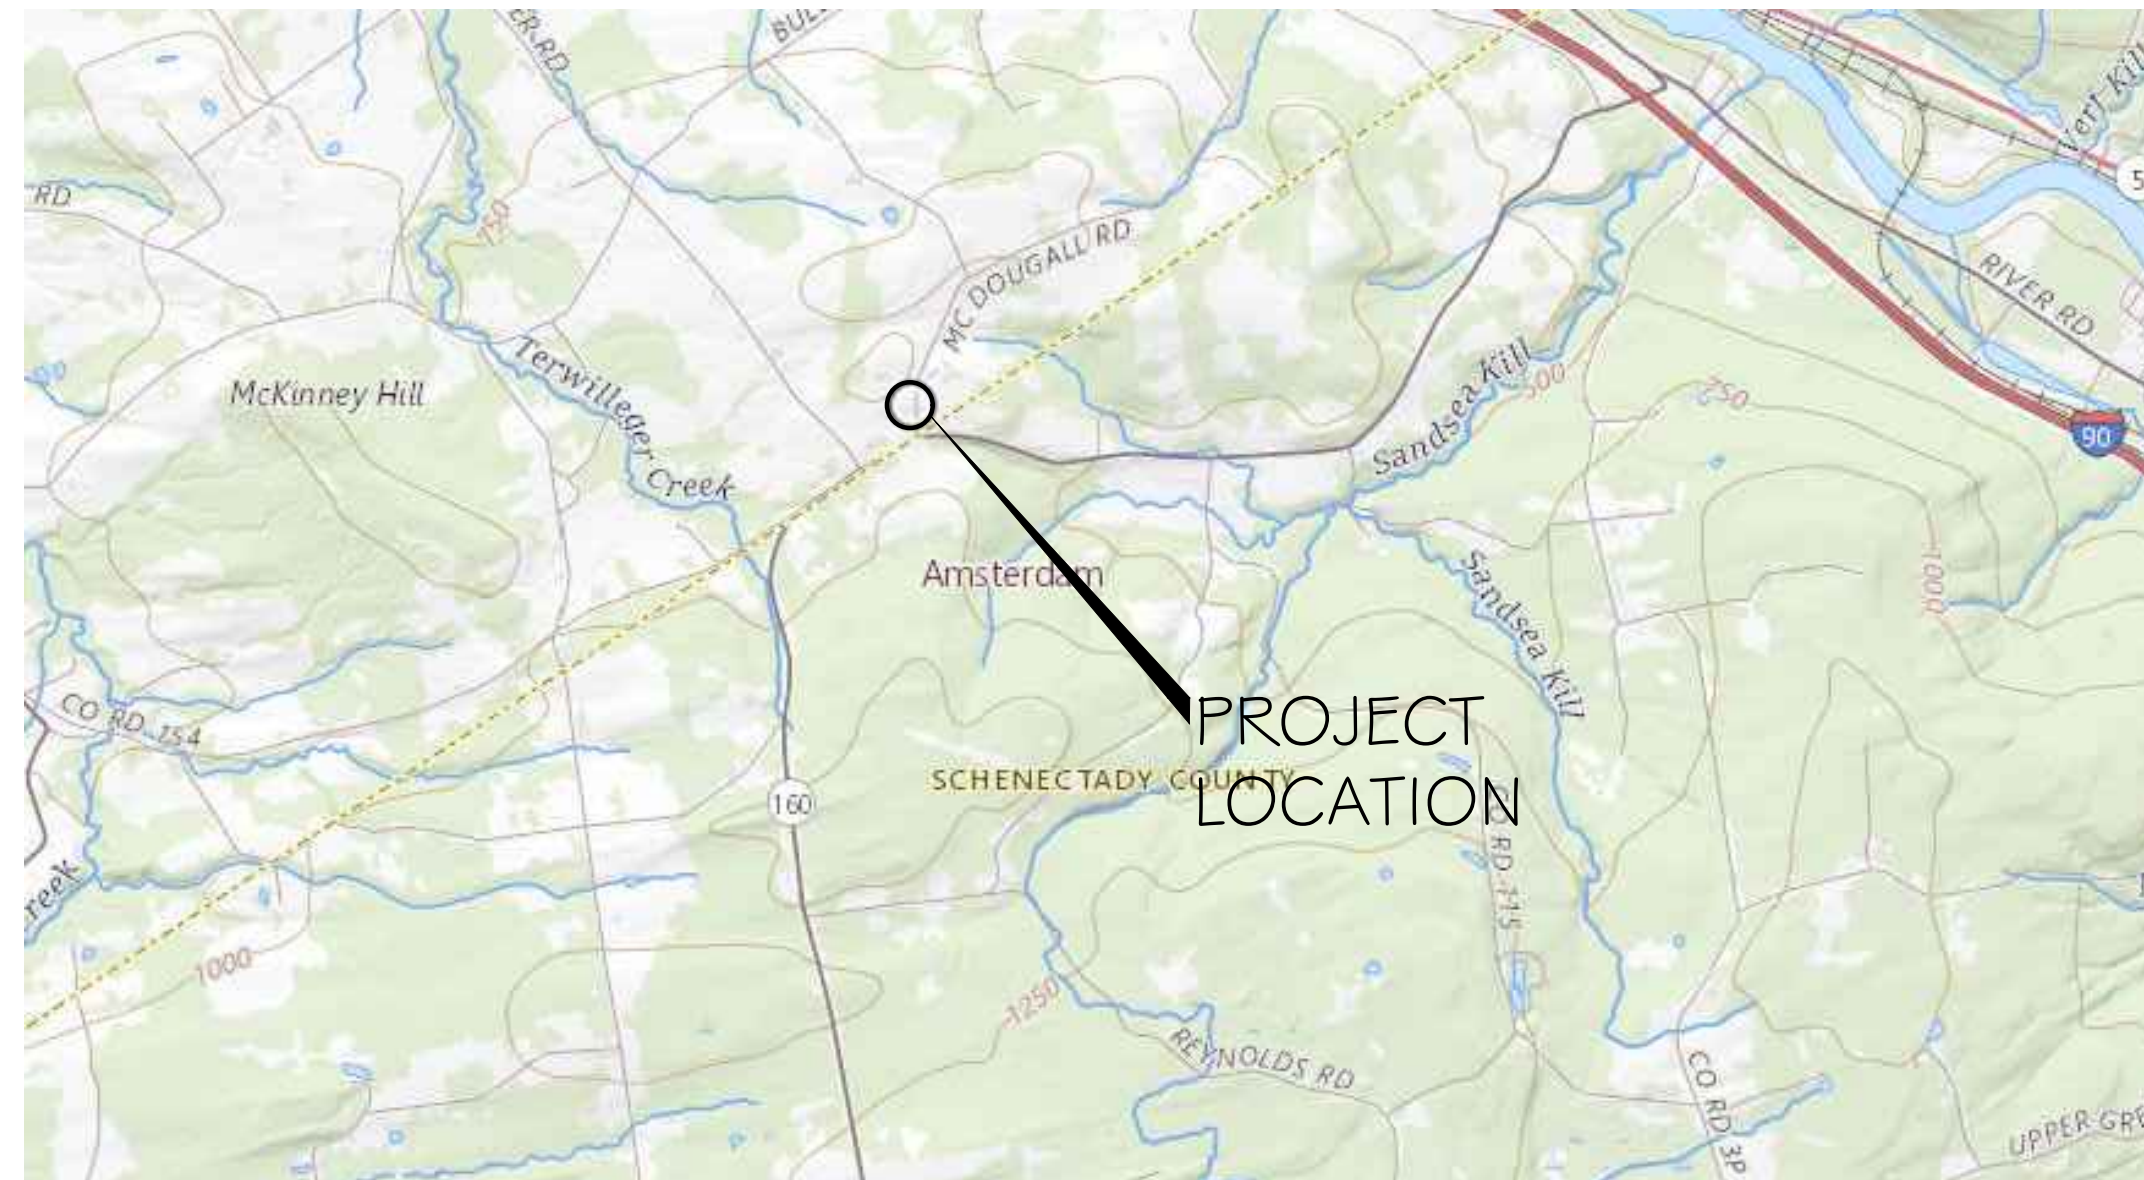 ER RD
BUL
Kill
5
RD
750
MC DOUGALL RD
RIVER RD
Terwilleger Creek
McKinney Hill
Sandsea Kill
500
750
90
Amsterdam
1000
Sandsea Kill
CO RD 154
PROJECT
LOCATION
SCHENECTADY COUNTY
160
RD 115
reek
1000
1250
REYNOLDS RD
CO RD 3P
UPPER GRE